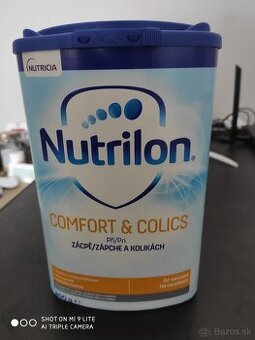 NUTRICIA
Nutrilon
COMFORT & COLICS
Při/Pri
ZÁCPĚ/ZÁPCHE A KOLIKÁCH
SHOT ON MI 9 LITE
AI TRIPLE CAMERA
Bazos.sk